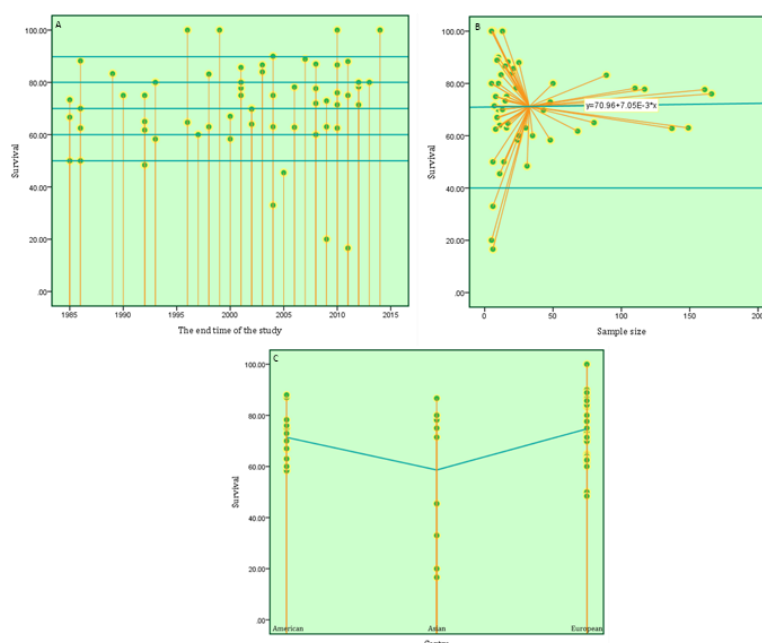 A
100.00
80.00
60.00
40.00
20.00
.00
Survival
1985 1990 1995 2000 2005 2010 2015
The end time of the study
B
100.00
80.00
60.00
40.00
20.00
.00
Survival
y=70.96+7.05E-3*x
0 50 100 150 200
Sample size
C
100.00
80.00
60.00
40.00
20.00
.00
Survival
American Asian European